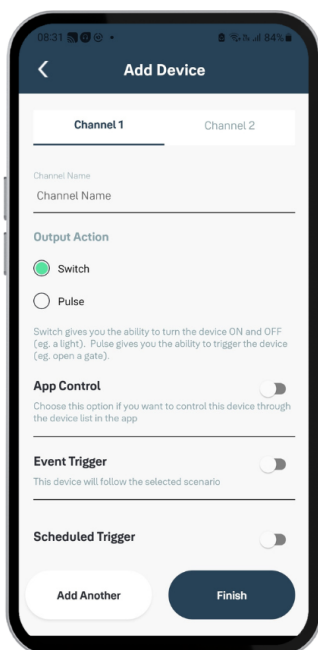 08:31
84%
Add Device
Channel 1
Channel 2
Channel Name
Channel Name
Output Action
Switch
Pulse
Switch gives you the ability to turn the device ON and OFF
(eg. a light). Pulse gives you the ability to trigger the device
(eg. open a gate).
App Control
Choose this option if you want to control this device through
the device list in the app
Event Trigger
This device will follow the selected scenario
Scheduled Trigger
Add Another
Finish